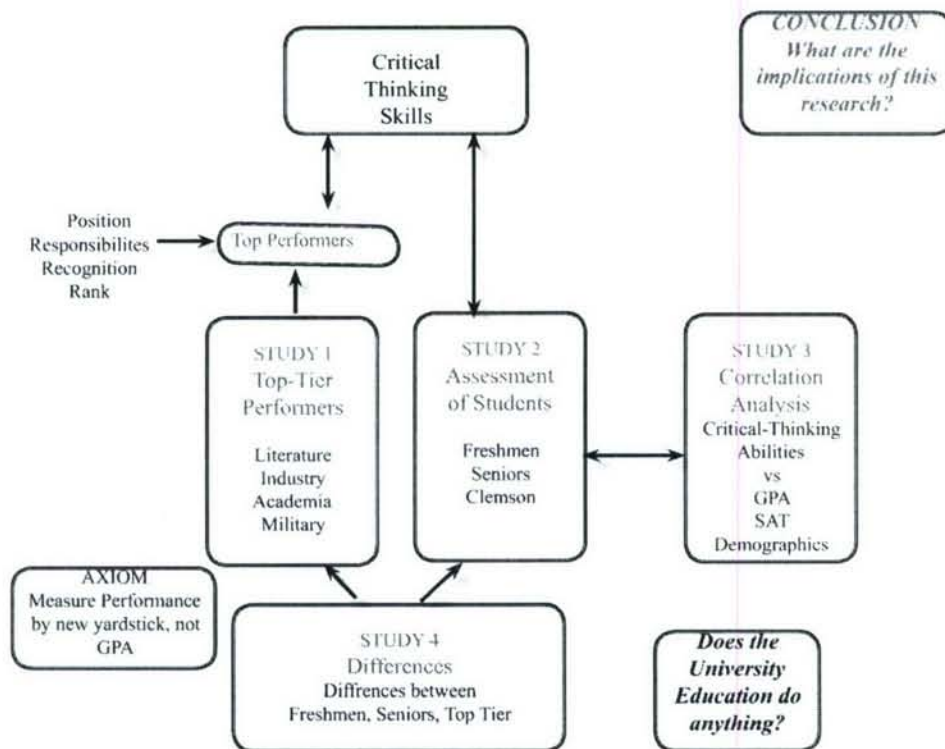 Critical
Thinking
Skills
CONCLUSION
What are the
implications of this
research?
Position
Responsibilites
Recognition
Rank
Top Performers
STUDY 1
Top-Tier
Performers
Literature
Industry
Academia
Military
STUDY 2
Assessment
of Students
Freshmen
Seniors
Clemson
STUDY 3
Correlation
Analysis
Critical-Thinking
Abilities
vs
GPA
SAT
Demographics
AXIOM
Measure Performance
by new yardstick, not
GPA
STUDY 4
Differences
Diffrences between
Freshmen, Seniors, Top Tier
Does the
University
Education do
anything?